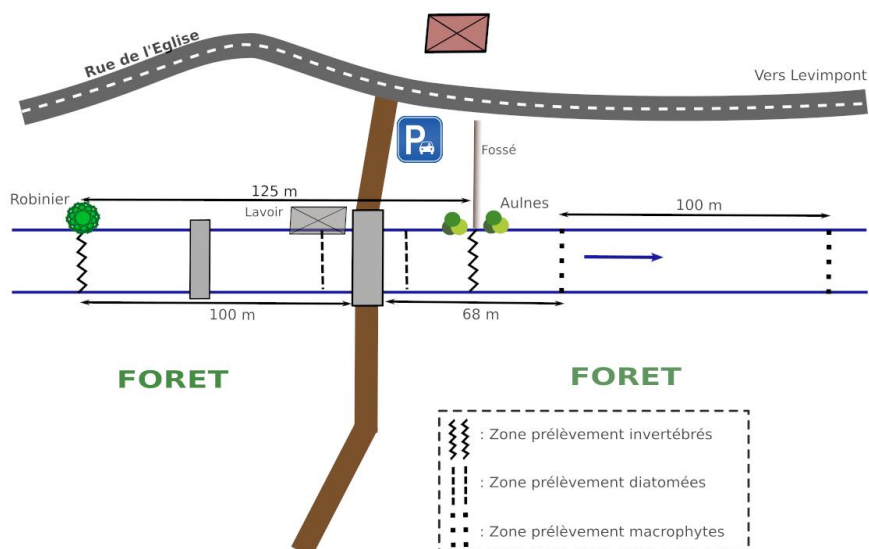 Rue de l'Eglise
Vers Levimpont
P
Fossé
Robinier
125 m
Lavoir
Aulnes
100 m
100 m
68 m
FORET
FORET
: Zone prélèvement invertébrés
: Zone prélèvement diatomées
: Zone prélèvement macrophytes